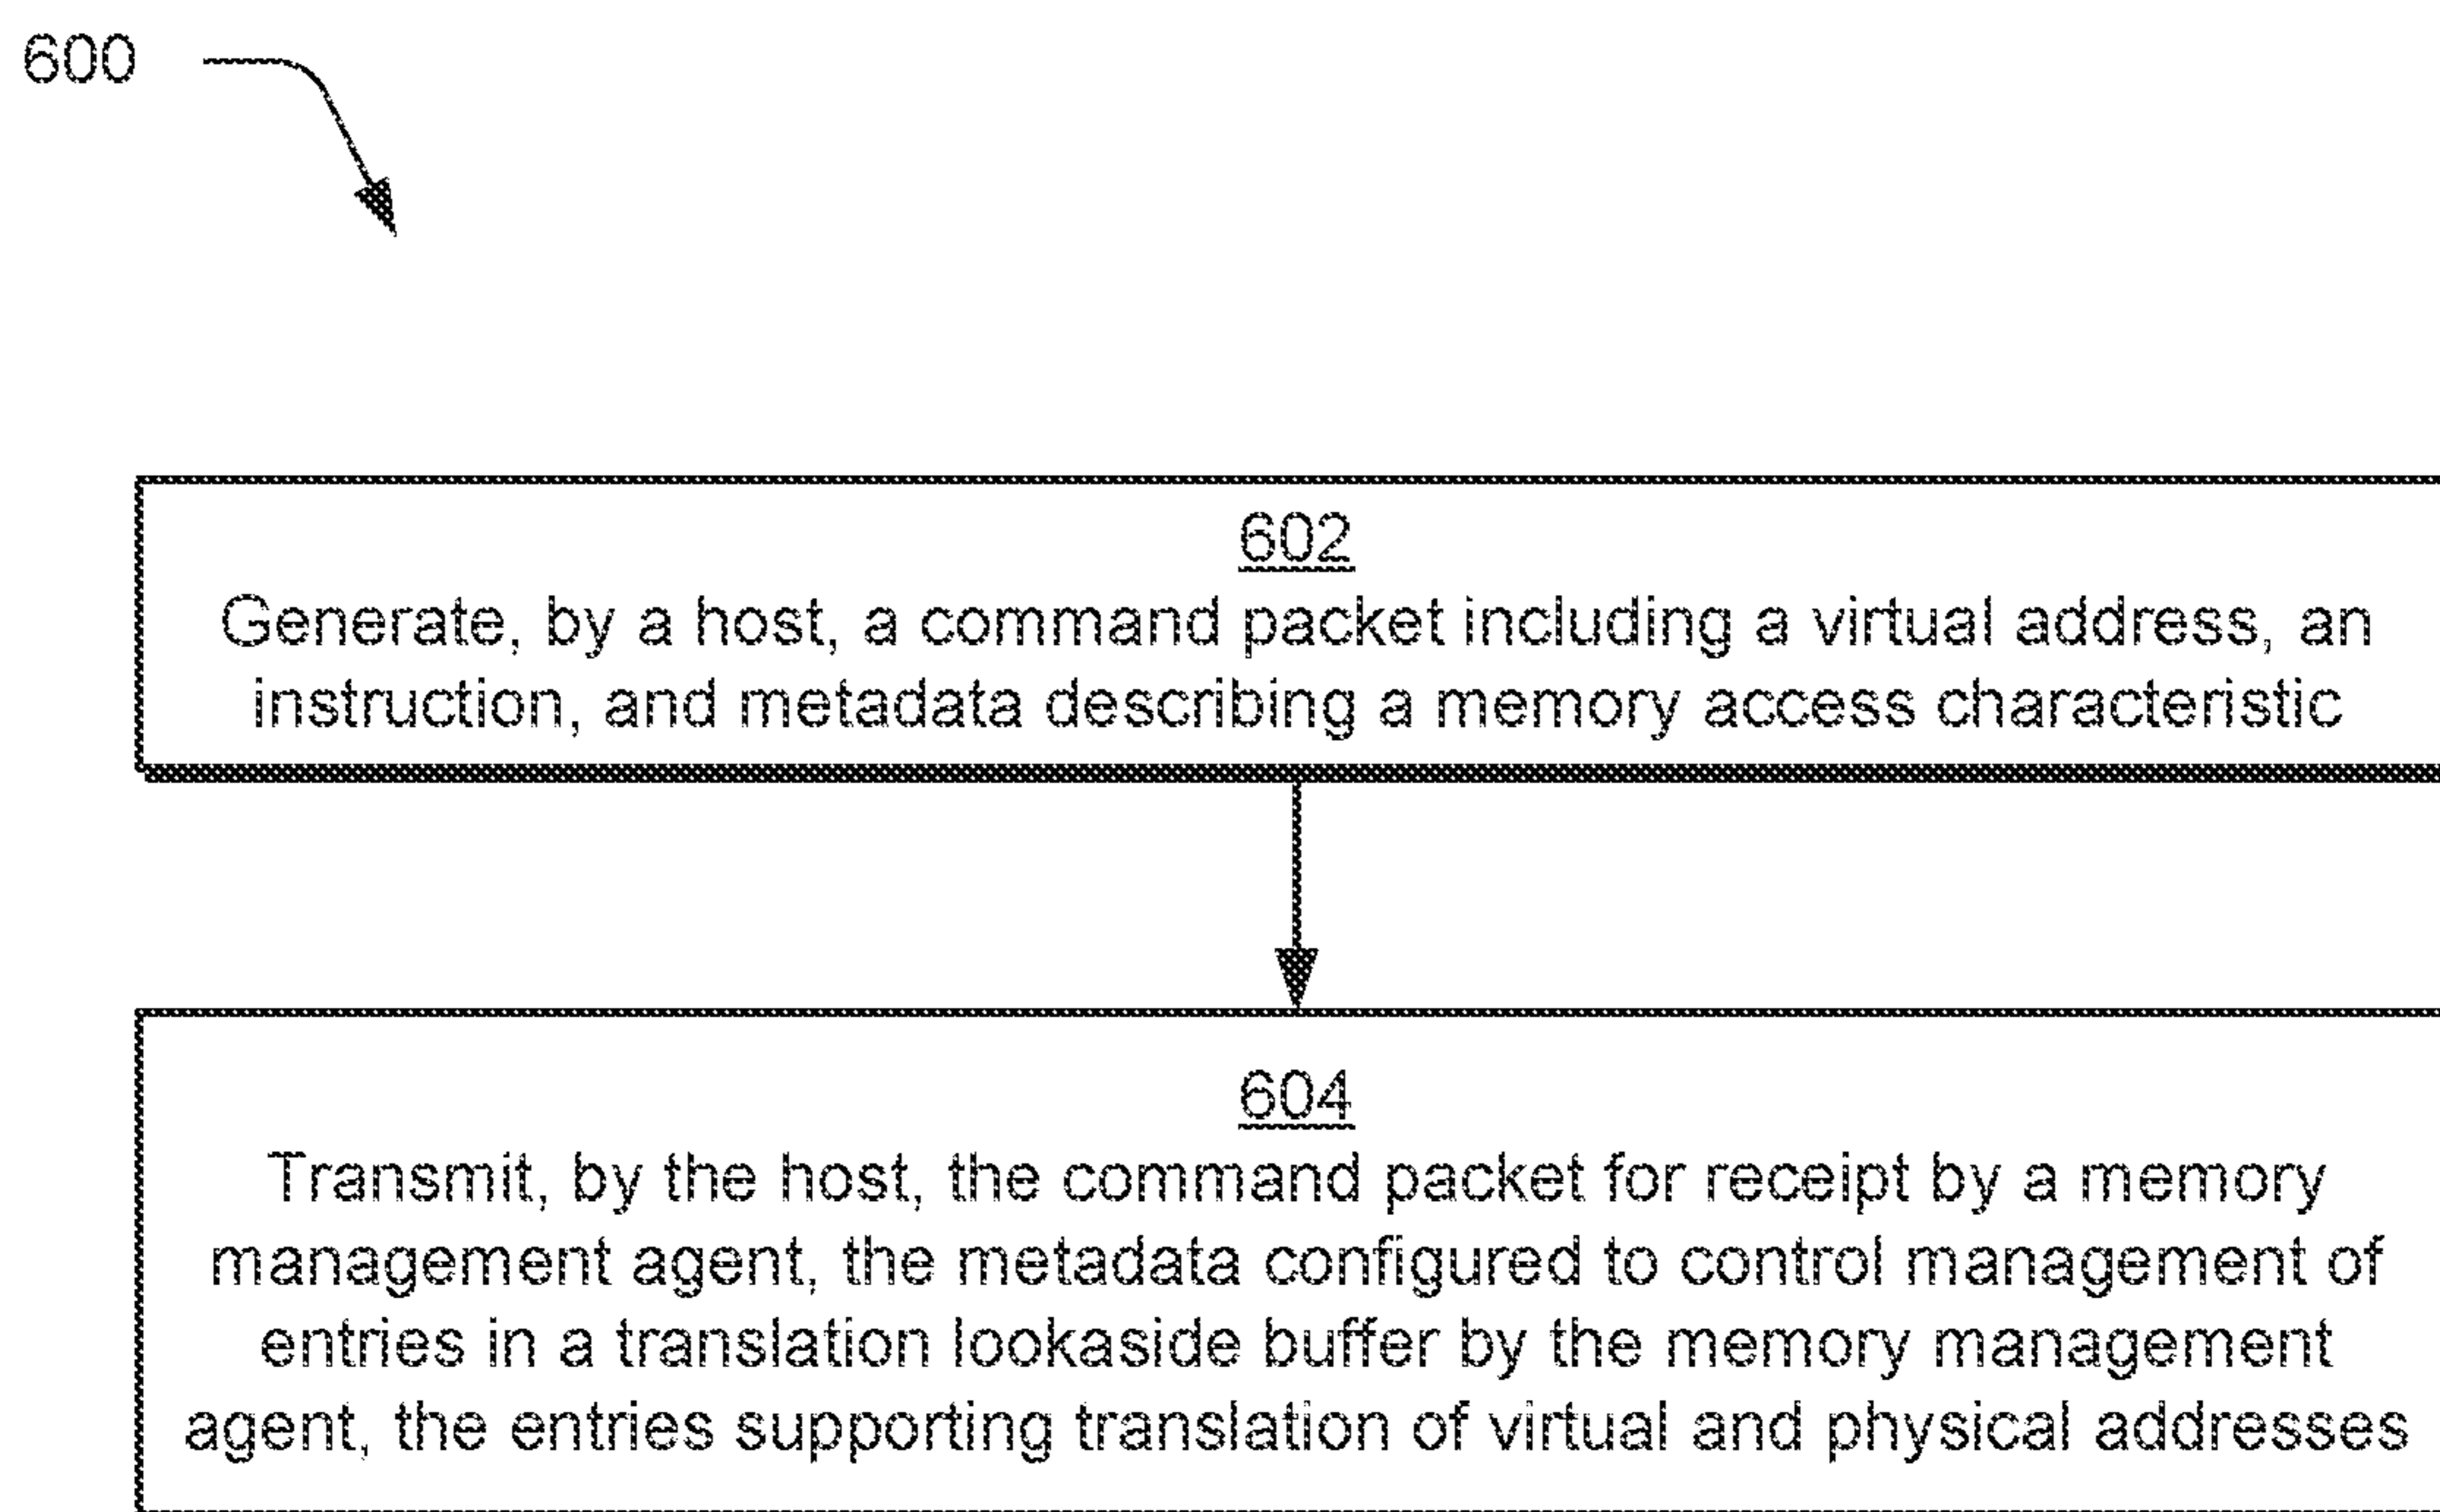 600
602
Generate, by a host, a command packet including a virtual address, an
instruction, and metadata describing a memory access characteristic
604
Transmit, by the host, the command packet for receipt by a memory
management agent, the metadata configured to control management of
entries in a translation lookaside buffer by the memory management
agent, the entries supporting translation of virtual and physical addresses